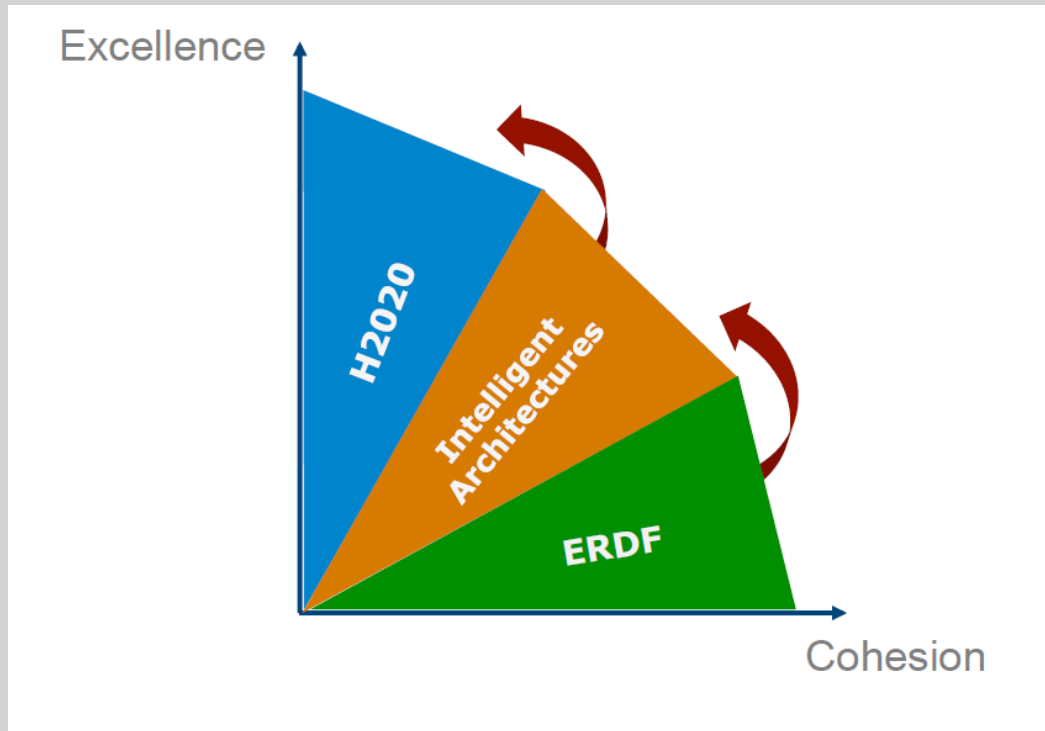 Excellence
H2020
Intelligent
Architectures
ERDF
Cohesion